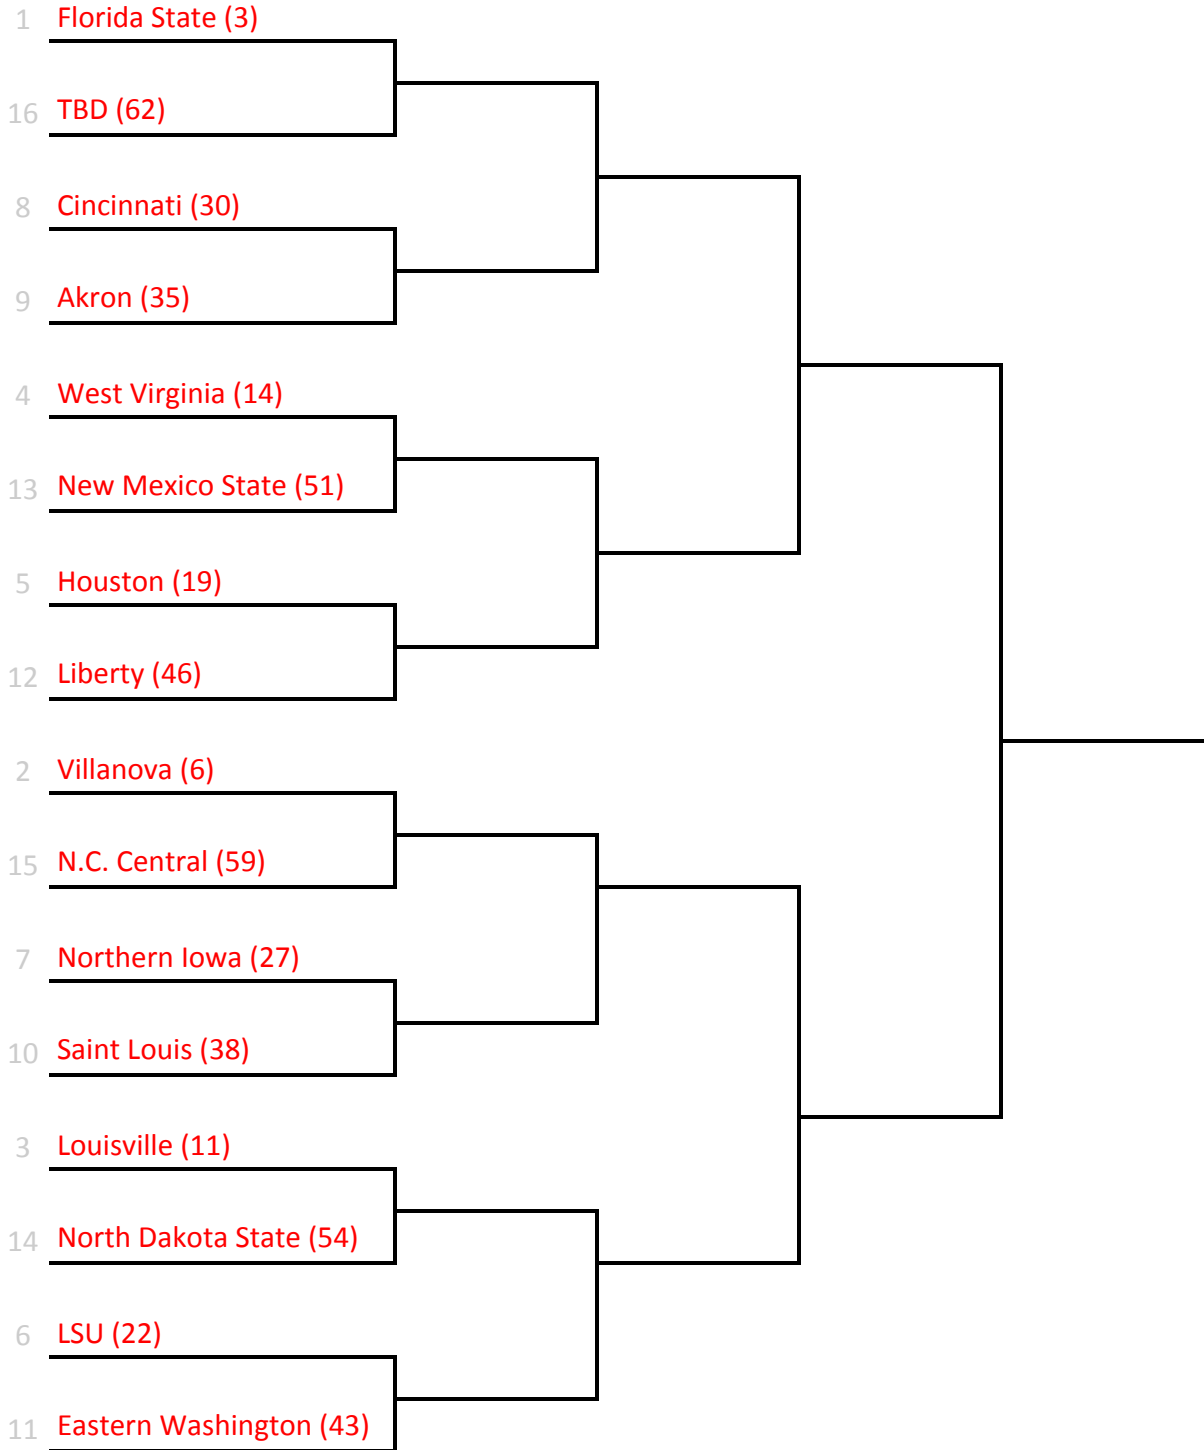 1 Florida State (3)
16 TBD (62)
8 Cincinnati (30)
9 Akron (35)
4 West Virginia (14)
13 New Mexico State (51)
5 Houston (19)
12 Liberty (46)
2 Villanova (6)
15 N.C. Central (59)
7 Northern Iowa (27)
10 Saint Louis (38)
3 Louisville (11)
14 North Dakota State (54)
6 LSU (22)
11 Eastern Washington (43)